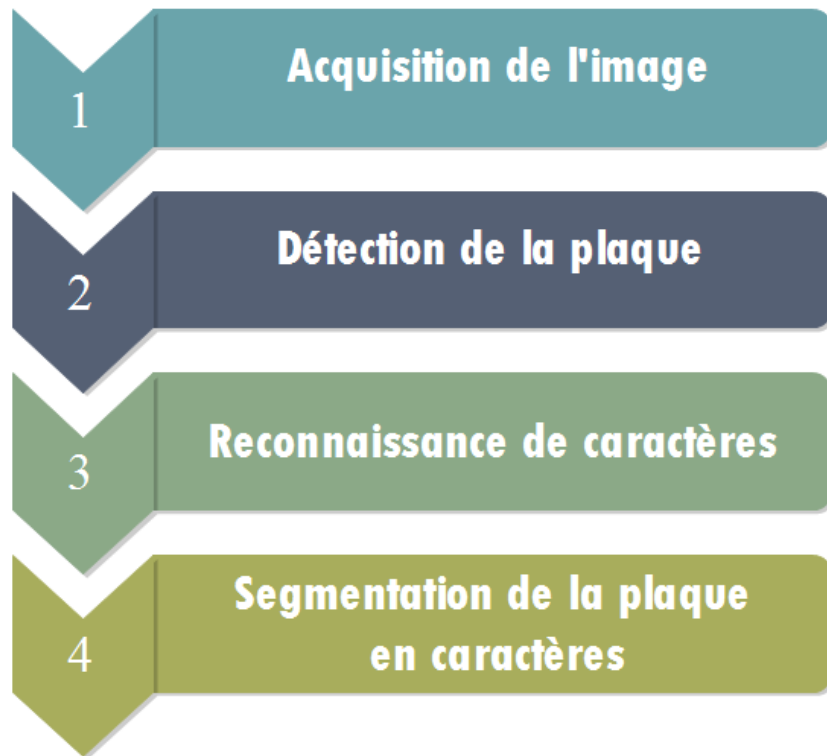 1
Acquisition de l'image
2
Détection de la plaque
3
Reconnaissance de caractères
4
Segmentation de la plaque
en caractères